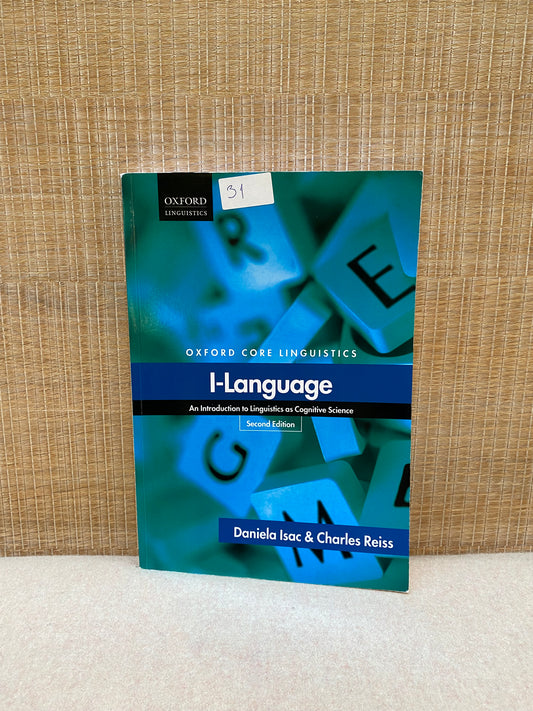 OXFORD
LINGUISTICS
31
R
E
G
OXFORD CORE LINGUISTICS
I-Language
An Introduction to Linguistics as Cognitive Science
Second Edition
G
M
Daniela Isac & Charles Reiss